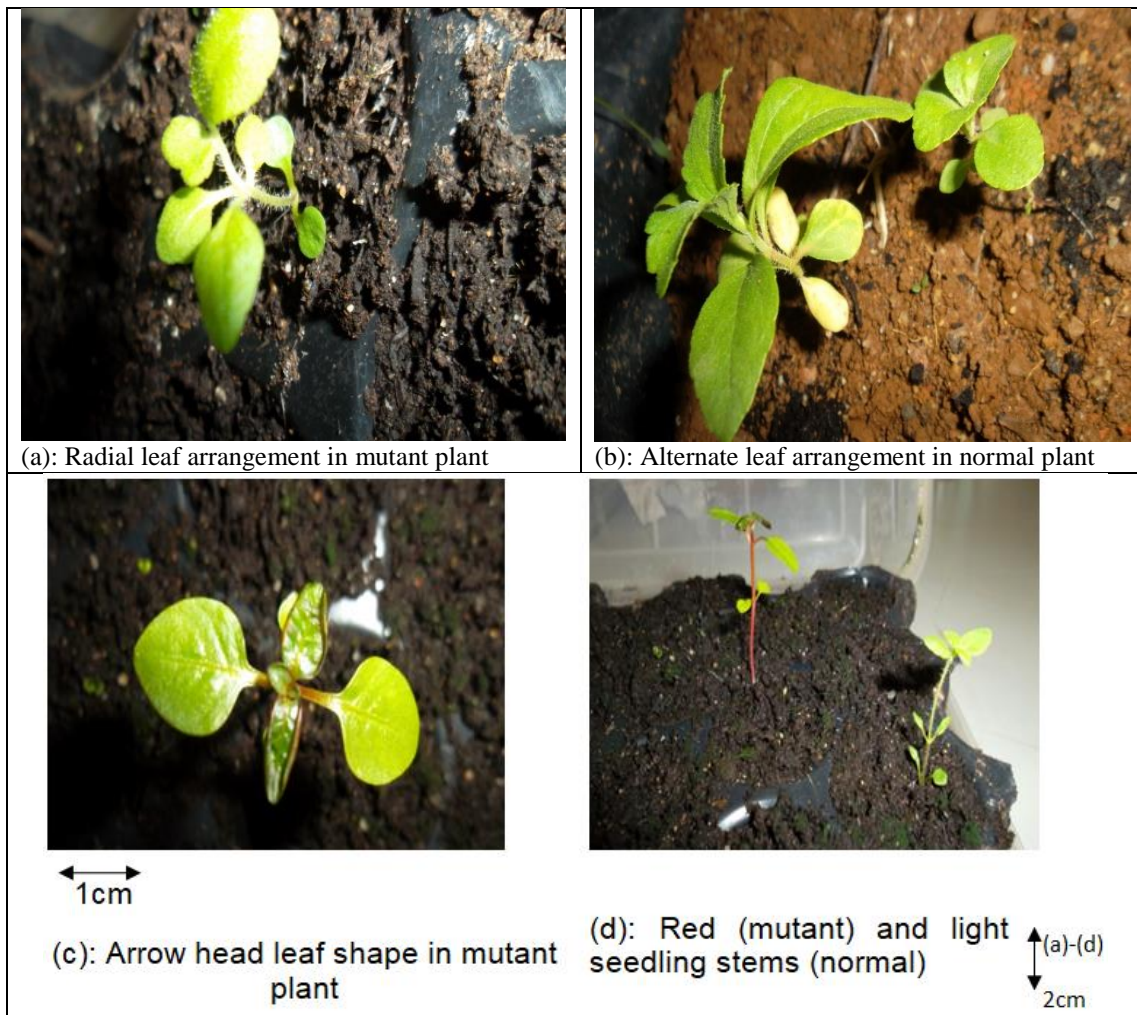 (a): Radial leaf arrangement in mutant plant
(b): Alternate leaf arrangement in normal plant
1cm
(c): Arrow head leaf shape in mutant
plant
(d): Red (mutant) and light
seedling stems (normal)
(a)-(d)
2cm